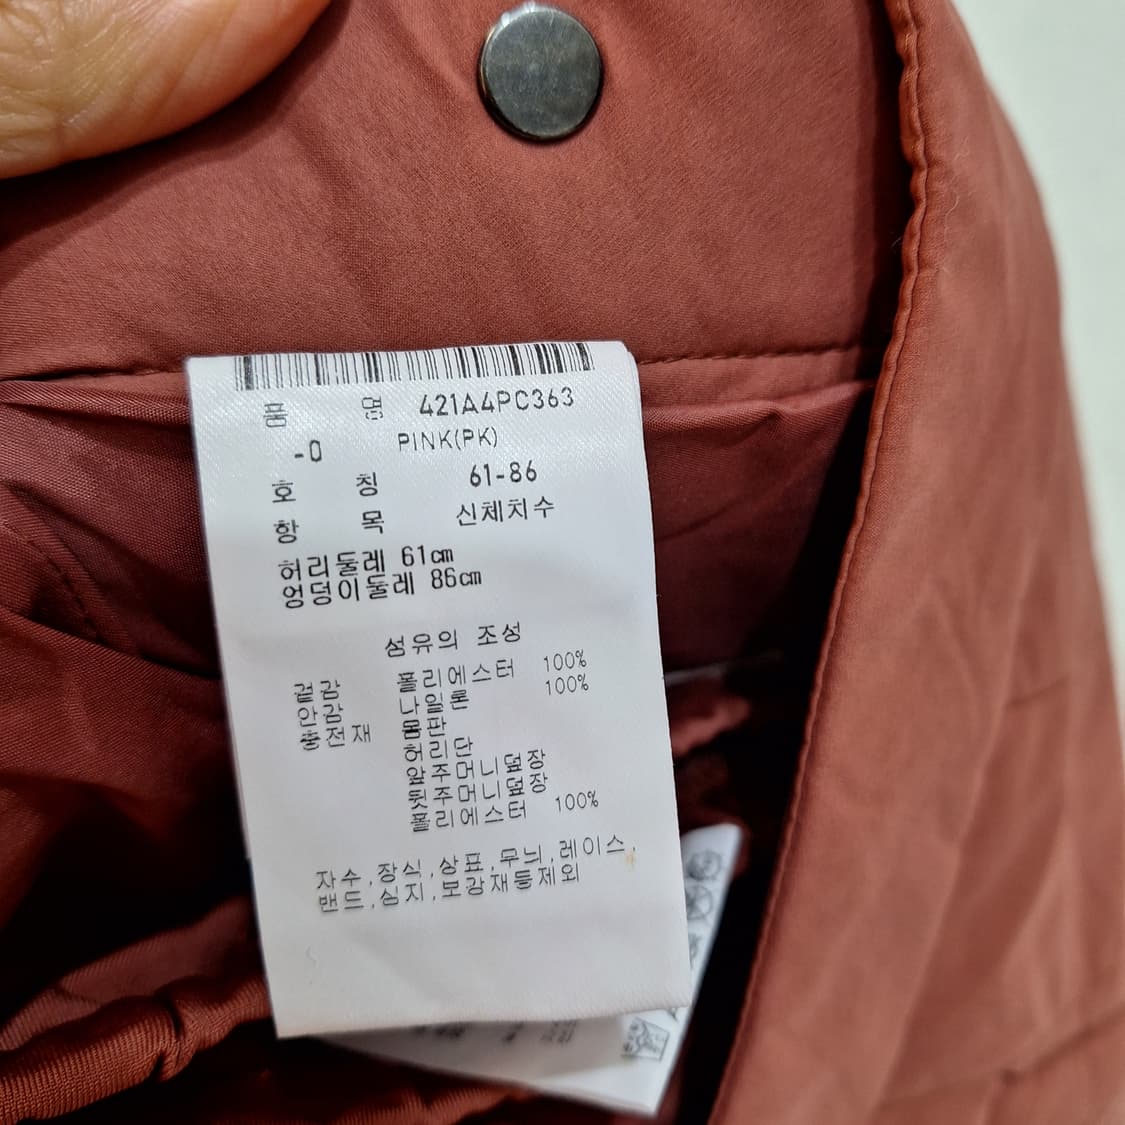 품 명 421A4PC363
-0 PINK(PK)
호 칭 61-86
항 목 신체치수
허리둘레 61cm
엉덩이둘레 86cm
섬유의 조성
겉감 폴리에스터 100%
안감 나일론 100%
충전재 몸판
허리단
앞주머니덮장
뒷주머니덮장
폴리에스터 100%
자수,장식,상표,무늬,레이스,
밴드,심지,보강재등제외